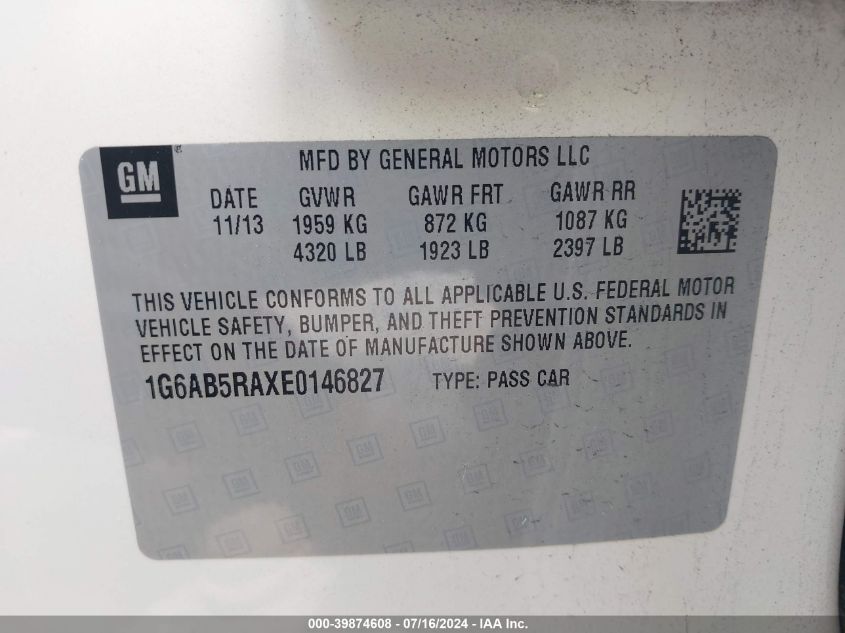 GM
MFD BY GENERAL MOTORS LLC
DATE GVWR GAWR FRT GAWR RR
11/13 1959 KG 872 KG 1087 KG
4320 LB 1923 LB 2397 LB
THIS VEHICLE CONFORMS TO ALL APPLICABLE U.S. FEDERAL MOTOR
VEHICLE SAFETY, BUMPER, AND THEFT PREVENTION STANDARDS IN
EFFECT ON THE DATE OF MANUFACTURE SHOWN ABOVE.
1G6AB5RAXE0146827 TYPE: PASS CAR
000-39874608 - 07/16/2024 - IAA Inc.